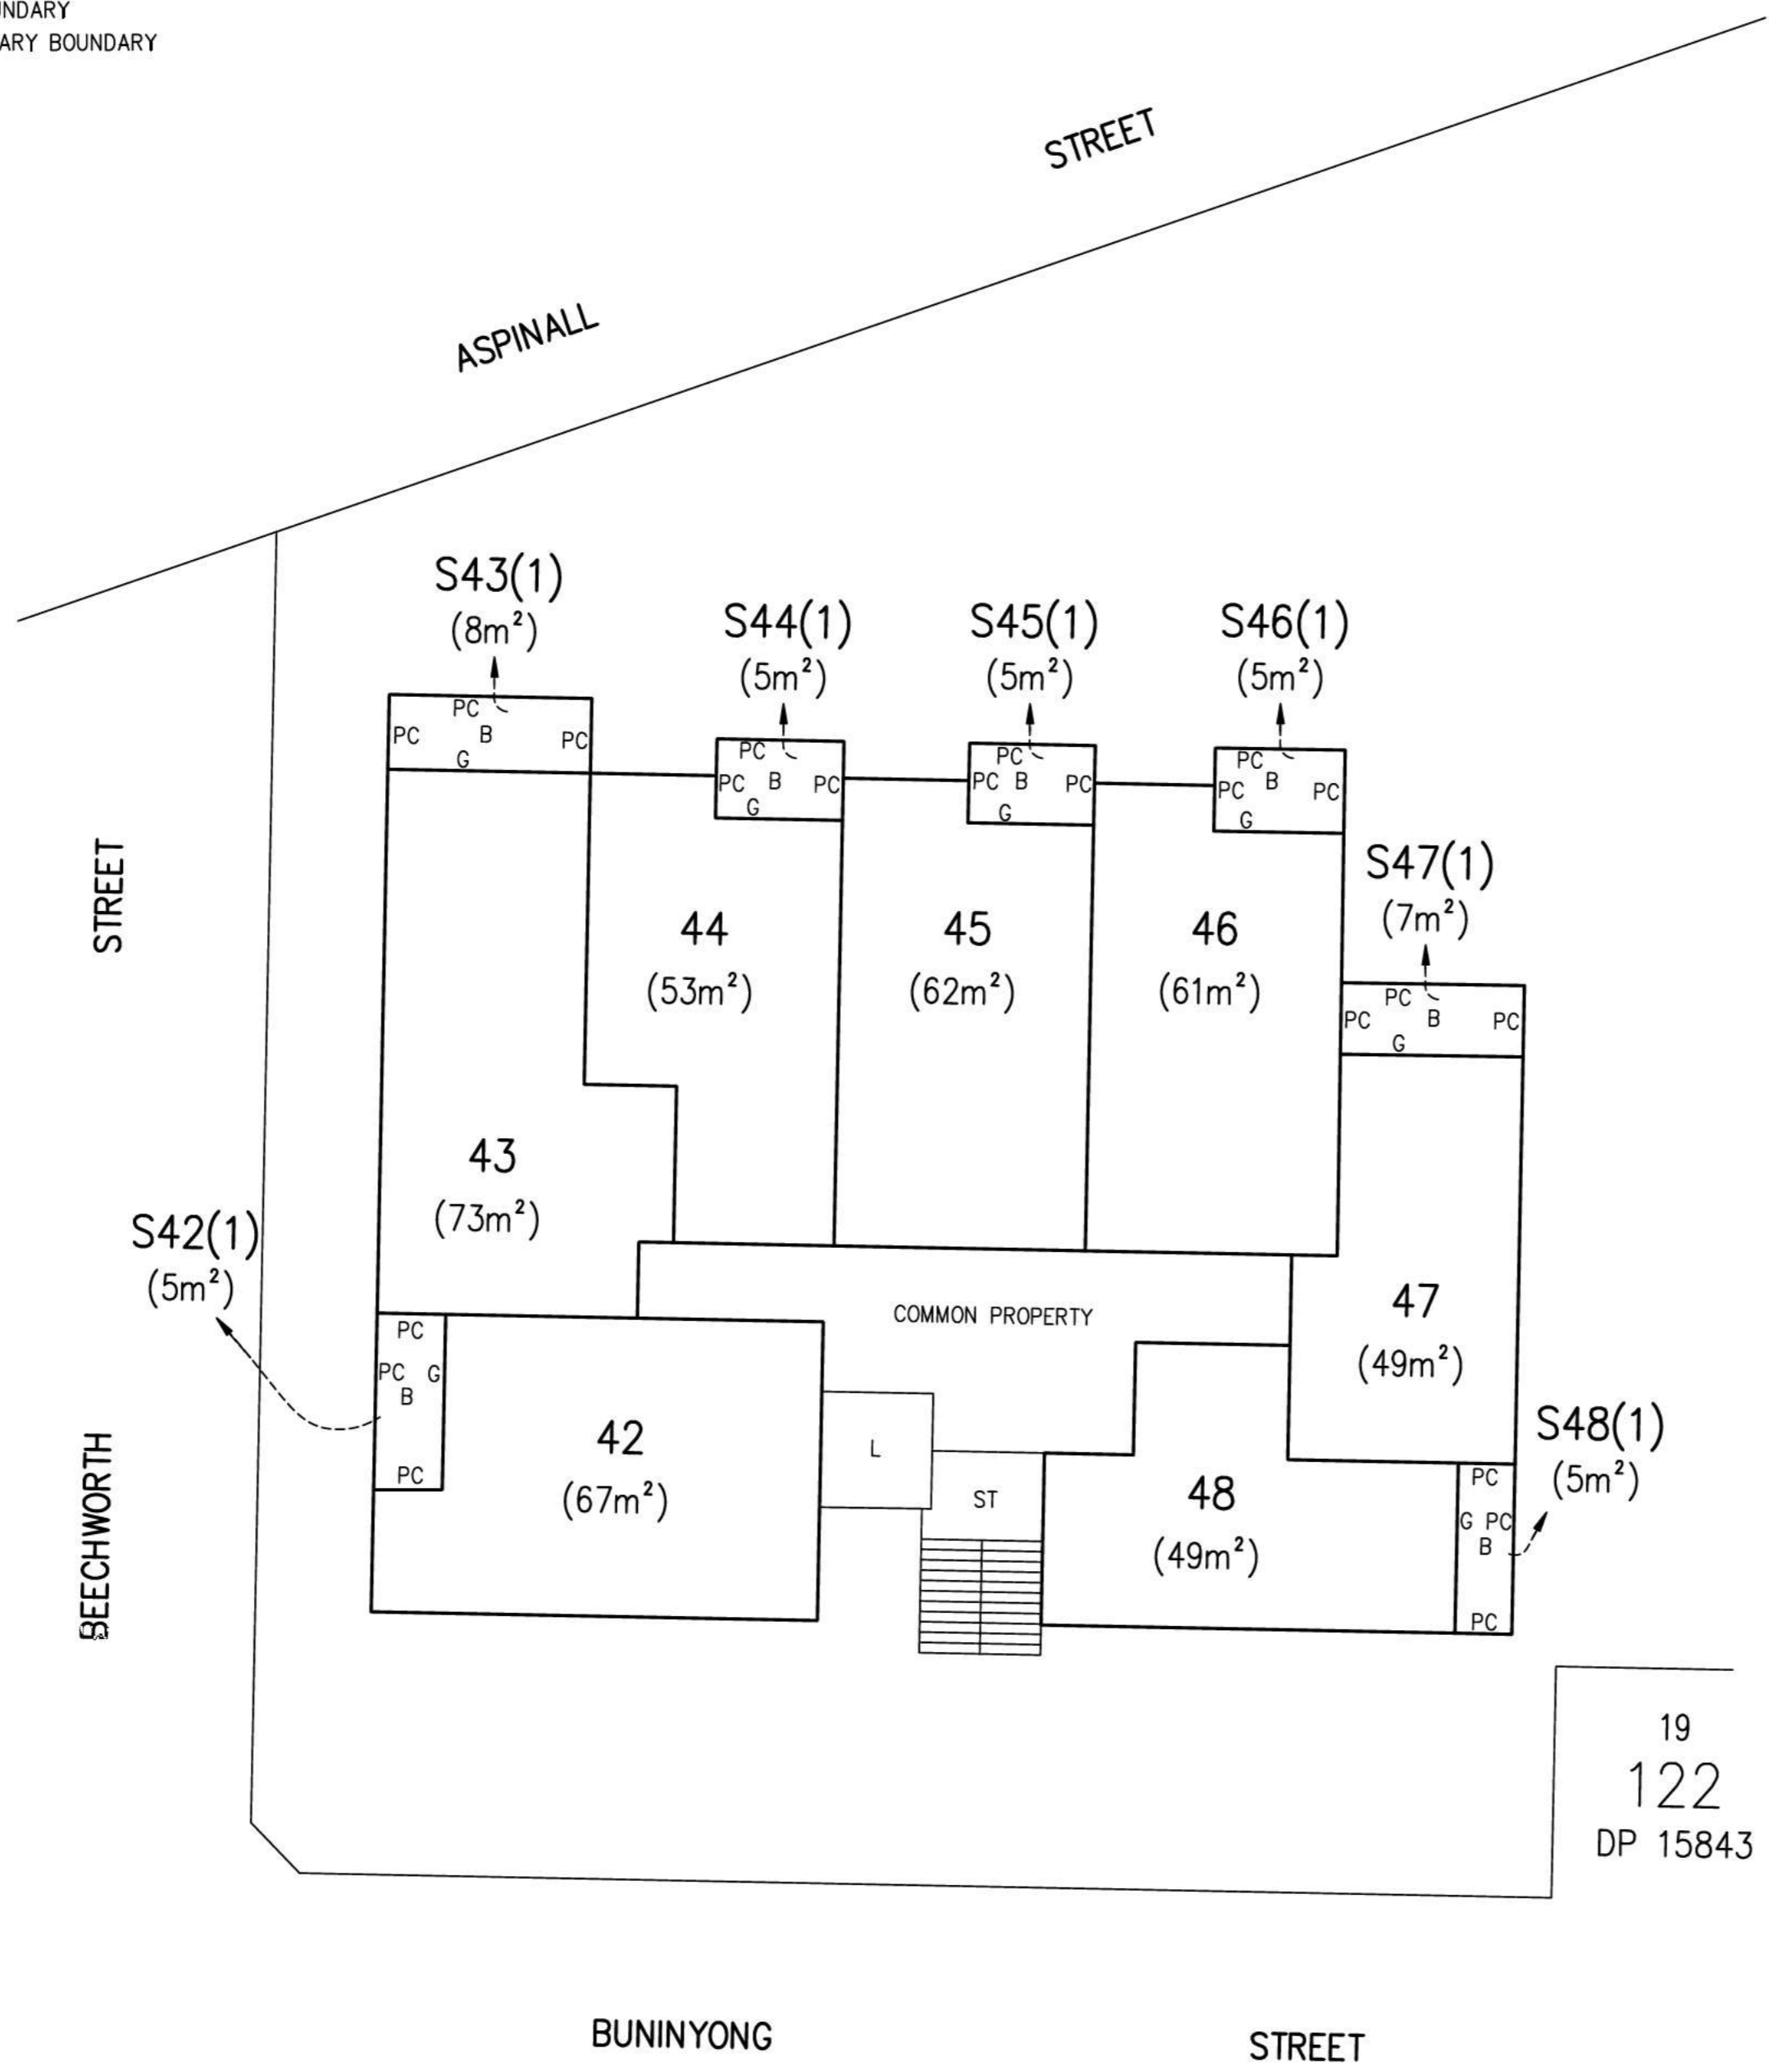 NDARY
ARY BOUNDARY
STREET
ASPINALL
S43(1)
(8m²)
S44(1)
(5m²)
S45(1)
(5m²)
S46(1)
(5m²)
PC
PC B PC
G
PC
PC B PC
G
PC
PC B PC
G
PC
PC B PC
G
STREET
S47(1)
(7m²)
44
(53m²)
45
(62m²)
46
(61m²)
PC
PC B PC
G
43
(73m²)
S42(1)
(5m²)
COMMON PROPERTY
47
(49m²)
PC
PC G
B
PC
42
(67m²)
L
ST
48
(49m²)
S48(1)
(5m²)
PC
G PC
B
PC
BEECHWORTH
19
122
DP 15843
BUNINYONG STREET